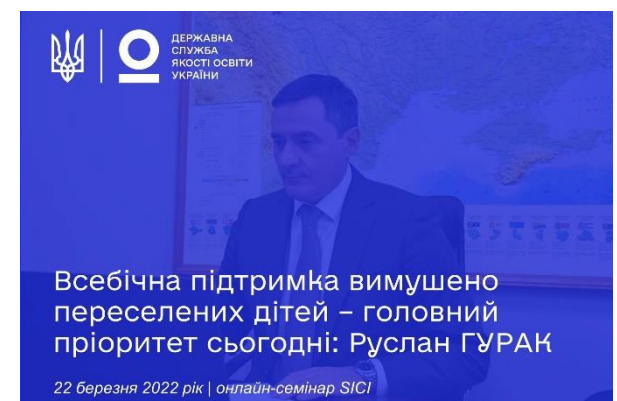 ДЕРЖАВНА
СЛУЖБА
ЯКОСТІ ОСВІТИ
УКРАЇНИ
Всебічна підтримка вимушено
переселених дітей – головний
пріоритет сьогодні: Руслан ГУРАК
22 березня 2022 рік | онлайн-семінар SICI